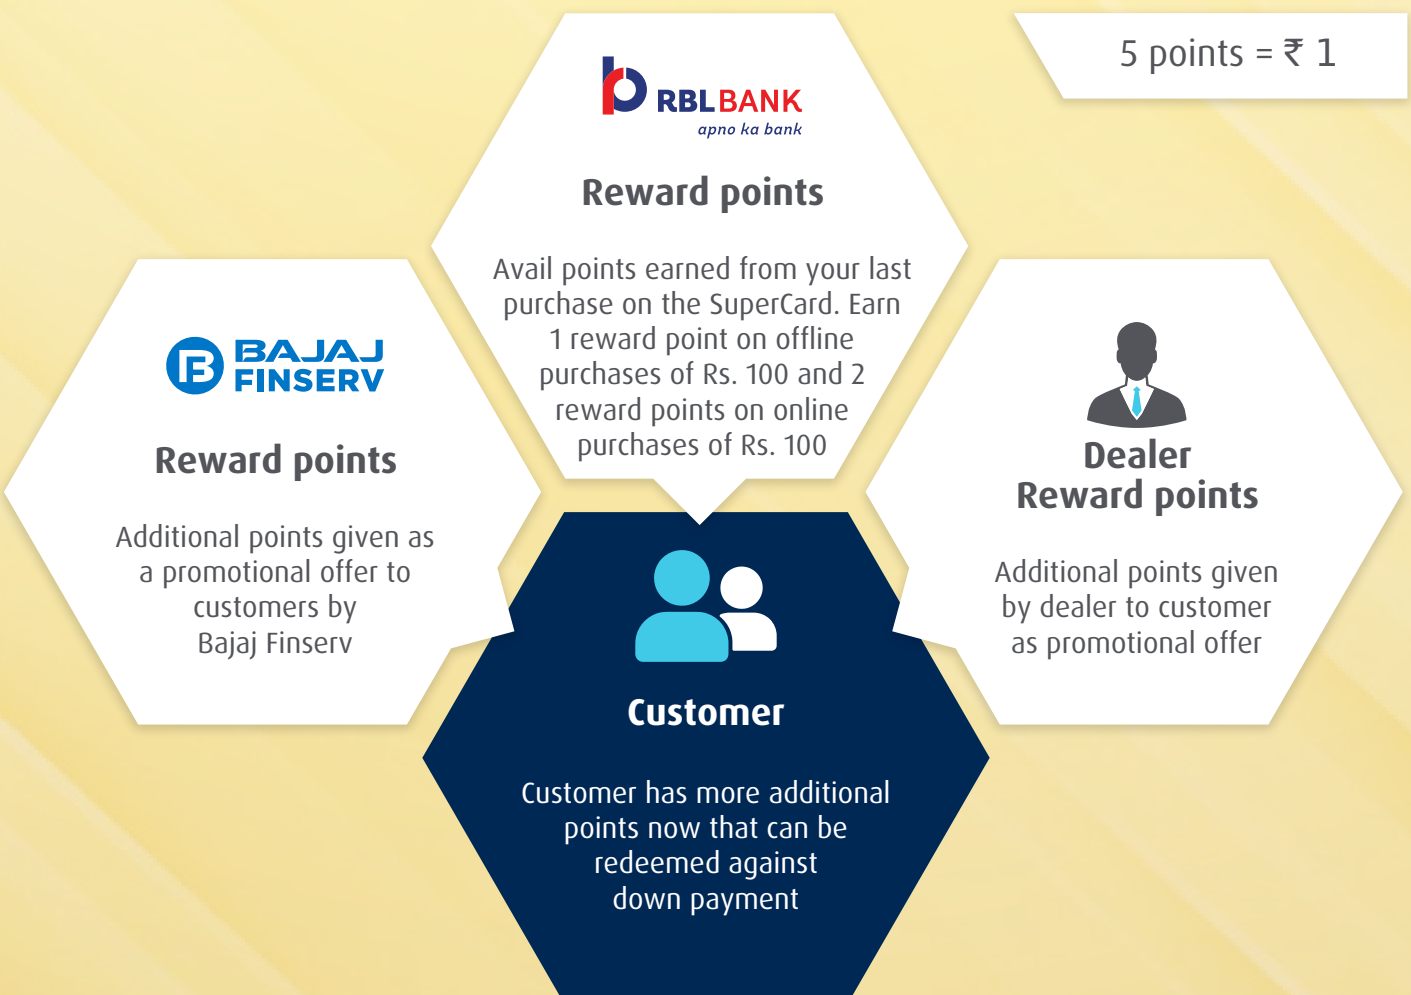 5 points = ₹ 1
RBL BANK
apno ka bank
Reward points
Avail points earned from your last
purchase on the SuperCard. Earn
1 reward point on offline
purchases of Rs. 100 and 2
reward points on online
purchases of Rs. 100
BAJAJ
FINSERV
Reward points
Additional points given as
a promotional offer to
customers by
Bajaj Finserv
Dealer
Reward points
Additional points given
by dealer to customer
as promotional offer
Customer
Customer has more additional
points now that can be
redeemed against
down payment